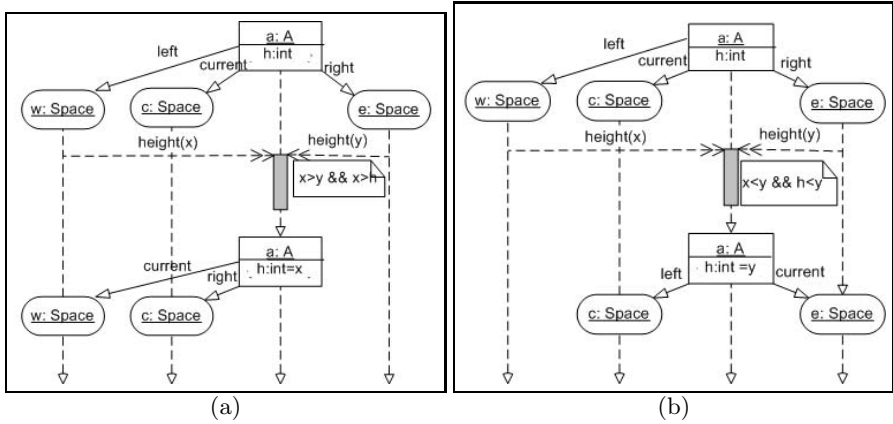 a: A
h:int
left
current
right
w: Space
c: Space
e: Space
height(x)
height(y)
x>y && x>h
a: A
h:int=x
current
right
w: Space
c: Space
(a)
a: A
h:int
left
current
right
w: Space
c: Space
e: Space
height(x)
height(y)
x<y && h<y
a: A
h:int =y
left
current
c: Space
e: Space
(b)